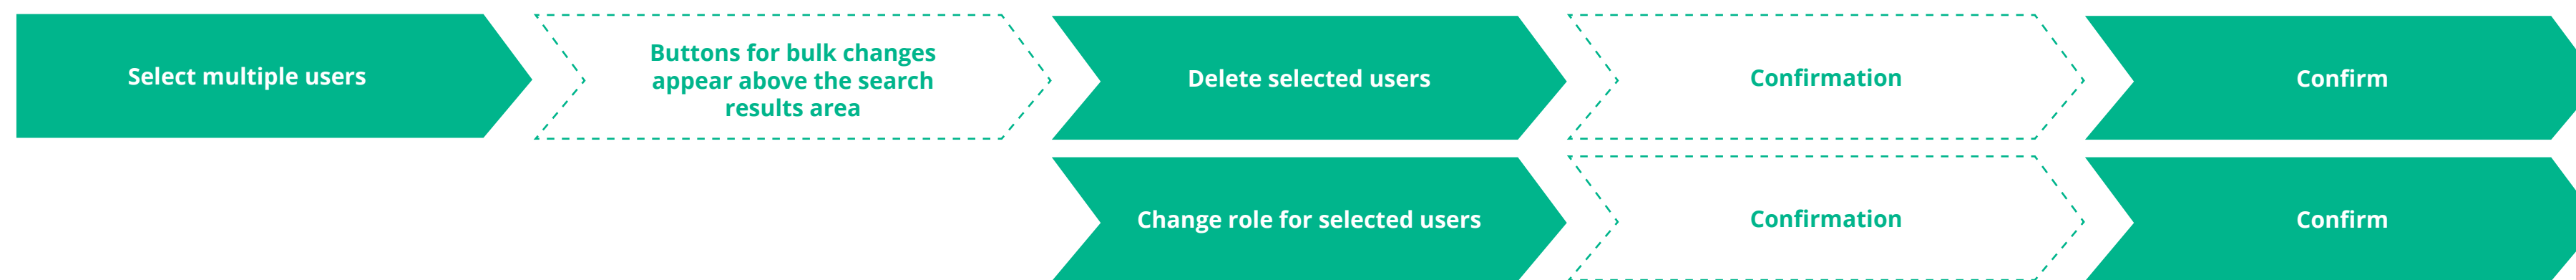 Select multiple users
Buttons for bulk changes
appear above the search
results area
Delete selected users
Confirmation
Confirm
Change role for selected users
Confirmation
Confirm